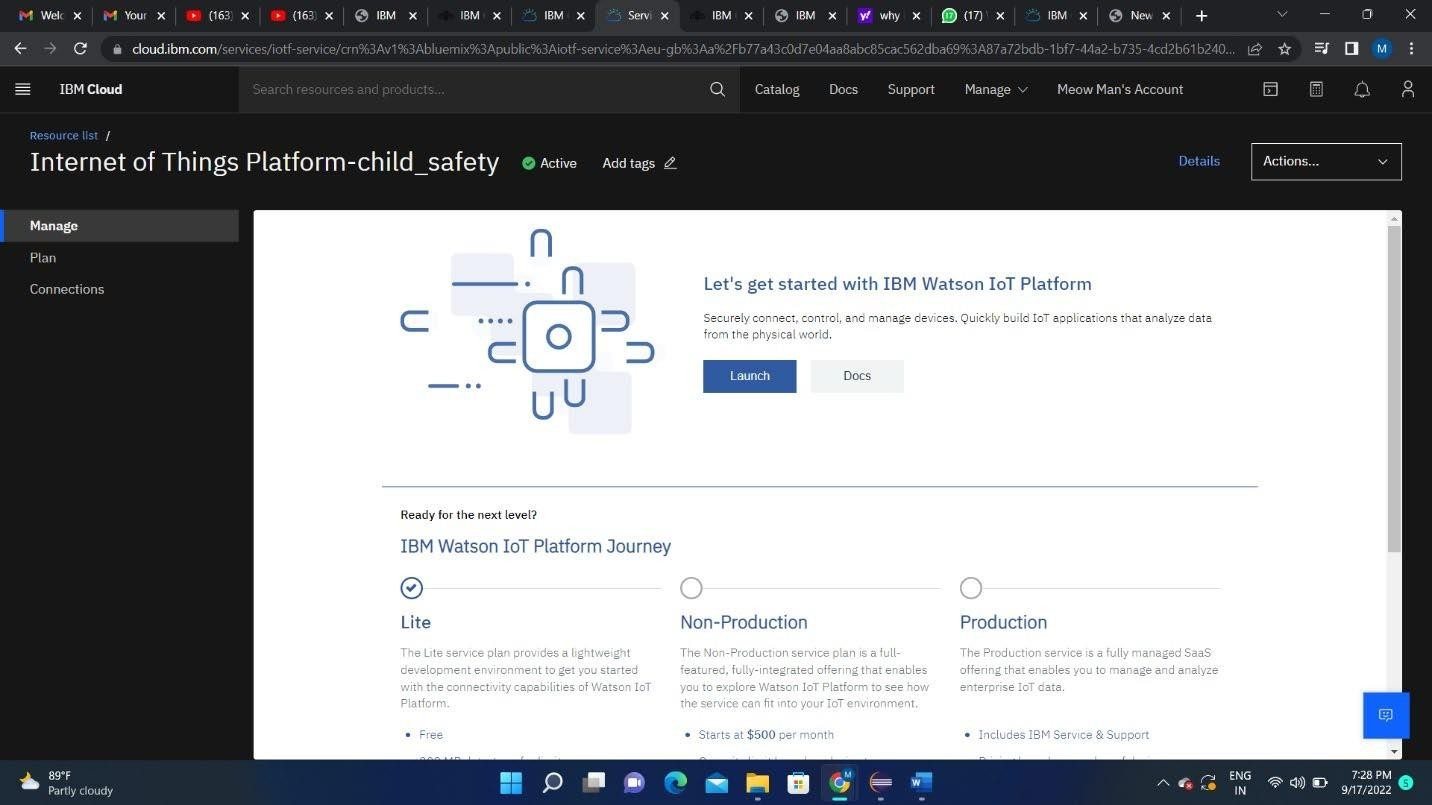 Welc
Your
(163)
(163)
IBM
IBM
IBM
Servi
IBM
IBM
why
(17)
IBM
New
cloud.ibm.com/services/iotf-service/crn%3Av1%3Abluemix%3Apublic%3Aiotf-service%3Aeu-gb%3Aa%2Fb77a43c0d7e04aa8abc85cac562dba69%3A87a72bdb-1bf7-44a2-b735-4cd2b61b240...
M
IBM Cloud
Search resources and products...
Catalog
Docs
Support
Manage
Meow Man's Account
Resource list /
Internet of Things Platform-child_safety
Active
Add tags
Details
Actions...
Manage
Plan
Connections
Let's get started with IBM Watson IoT Platform
Securely connect, control, and manage devices. Quickly build IoT applications that analyze data
from the physical world.
Launch
Docs
Ready for the next level?
IBM Watson IoT Platform Journey
Lite
The Lite service plan provides a lightweight
development environment to get you started
with the connectivity capabilities of Watson IoT
Platform.
• Free
Non-Production
The Non-Production service plan is a full-
featured, fully-integrated offering that enables
you to explore Watson IoT Platform to see how
the service can fit into your IoT environment.
• Starts at $500 per month
Production
The Production service is a fully managed SaaS
offering that enables you to manage and analyze
enterprise IoT data.
• Includes IBM Service & Support
89°F
Partly cloudy
ENG
IN
7:28 PM
9/17/2022